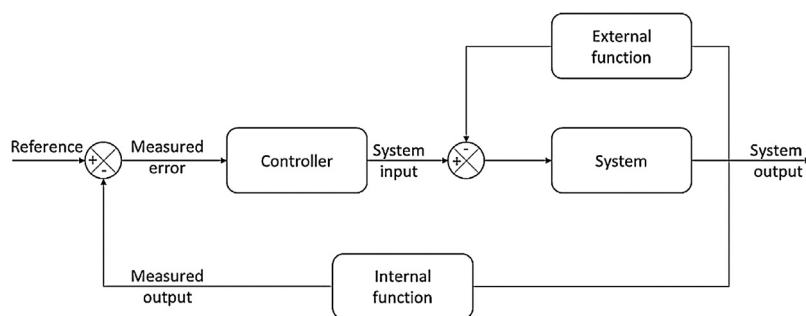 External
function
Reference
Measured
error
Controller
System
input
System
System
output
Measured
output
Internal
function
+
-
-
+